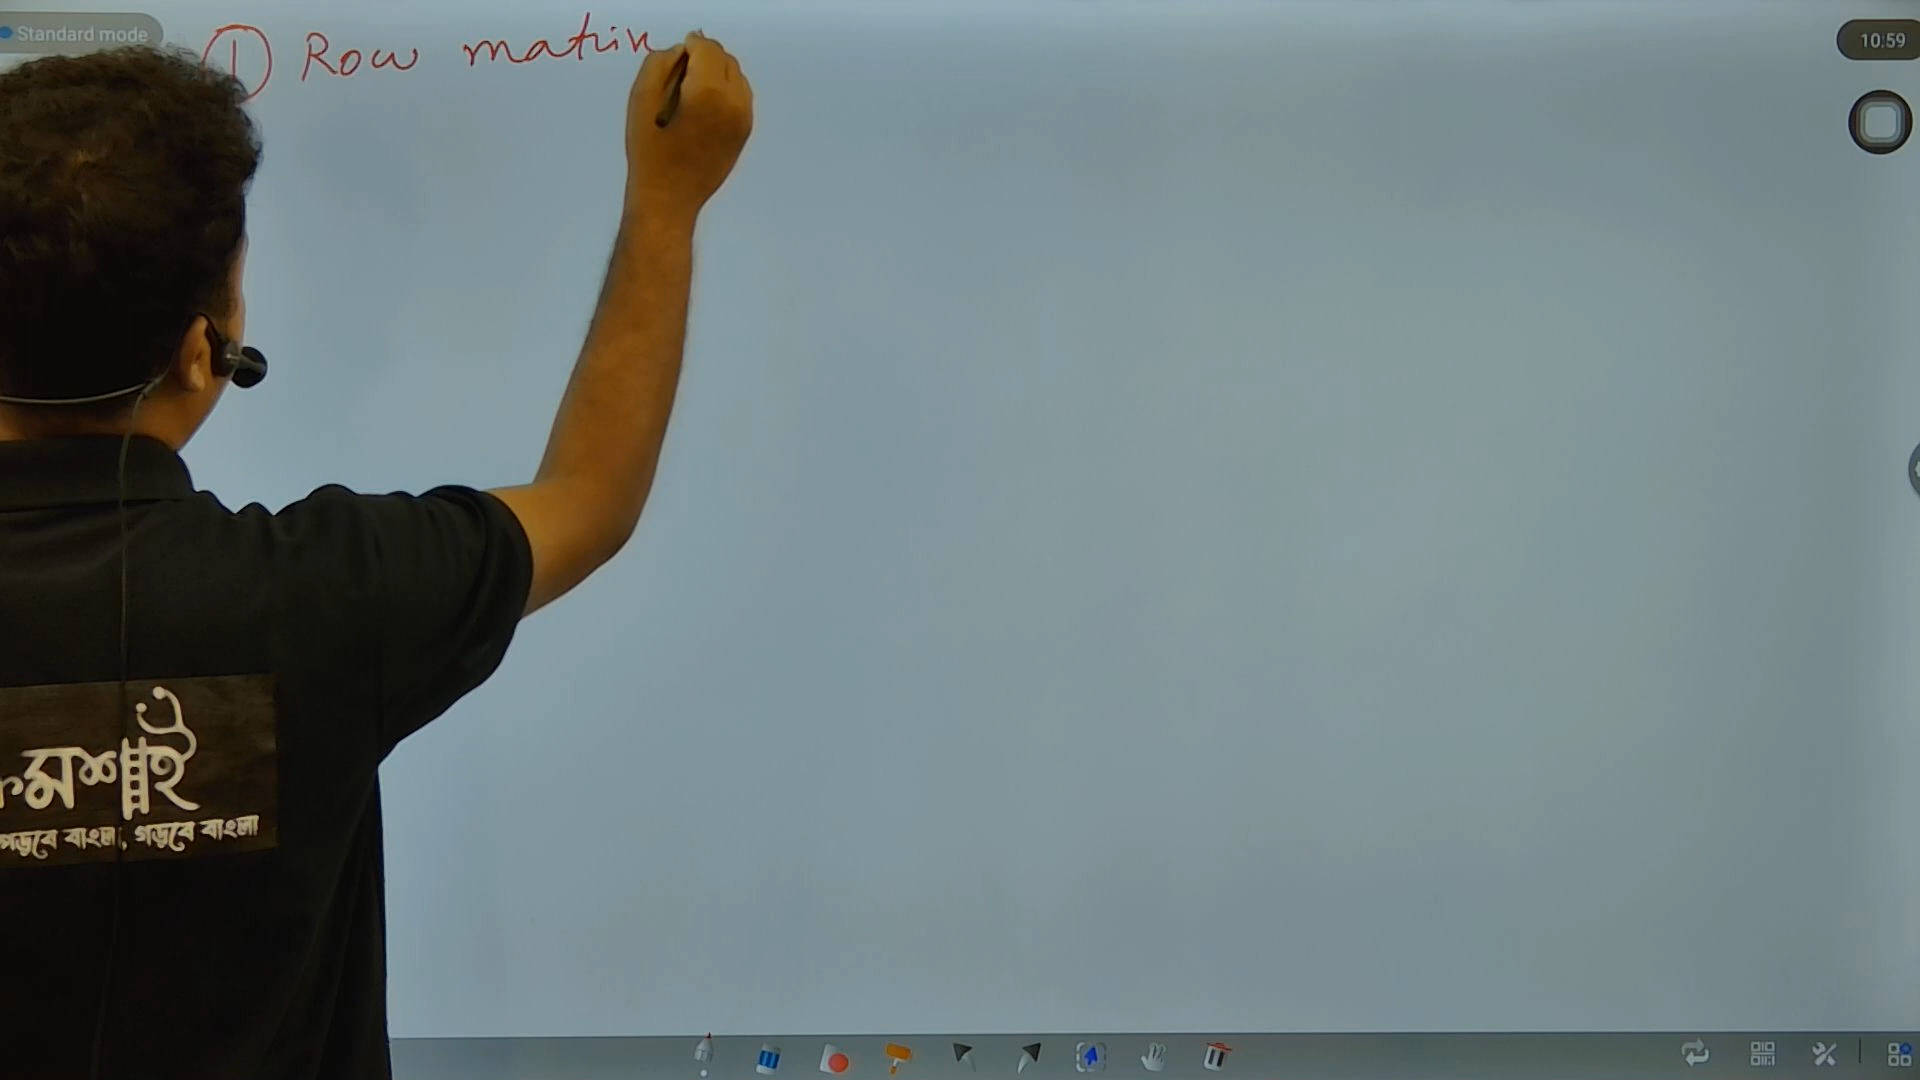 Standard mode
① Row matrix
10:59
মশাই
পড়বে বাংলা, গড়বে বাংলা